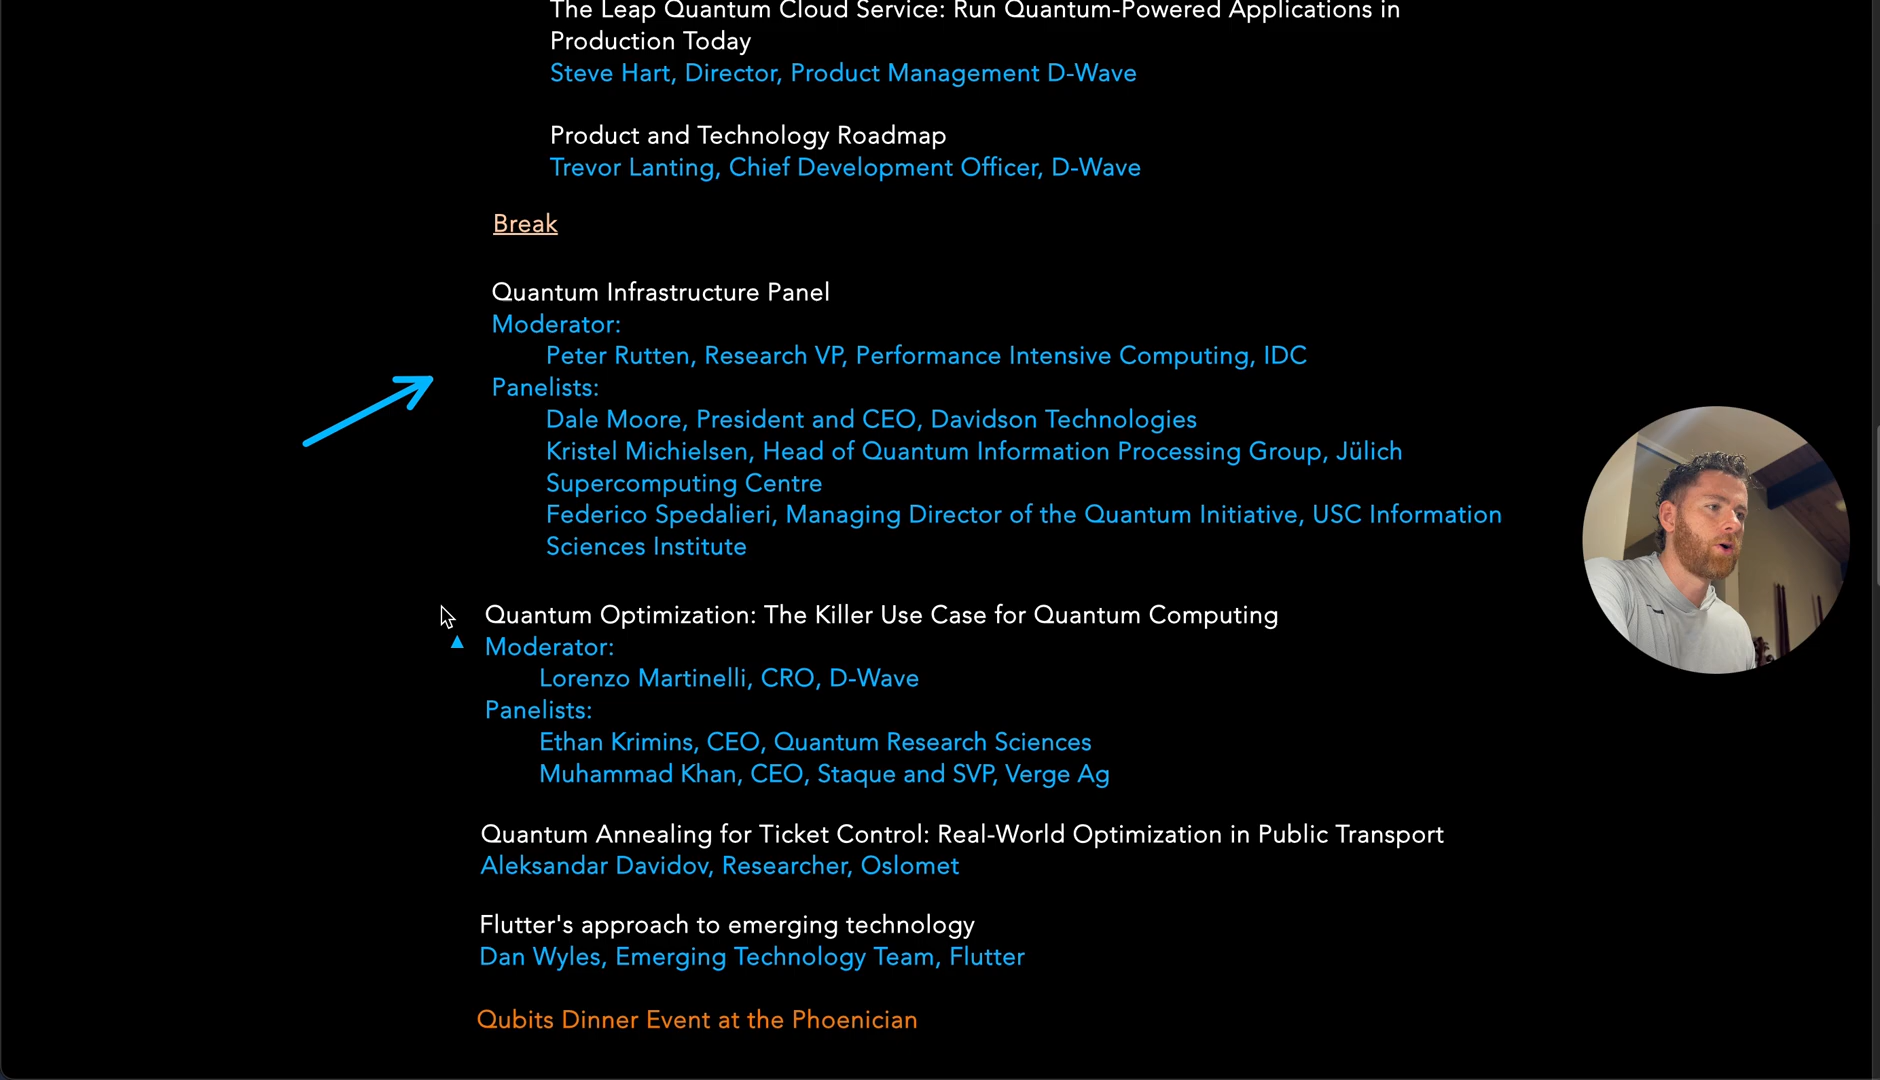 The Leap Quantum Cloud Service: Run Quantum-Powered Applications in
Production Today
Steve Hart, Director, Product Management D-Wave
Product and Technology Roadmap
Trevor Lanting, Chief Development Officer, D-Wave
Break
Quantum Infrastructure Panel
Moderator:
Peter Rutten, Research VP, Performance Intensive Computing, IDC
Panelists:
Dale Moore, President and CEO, Davidson Technologies
Kristel Michielsen, Head of Quantum Information Processing Group, Jülich
Supercomputing Centre
Federico Spedalieri, Managing Director of the Quantum Initiative, USC Information
Sciences Institute
Quantum Optimization: The Killer Use Case for Quantum Computing
Moderator:
Lorenzo Martinelli, CRO, D-Wave
Panelists:
Ethan Krimins, CEO, Quantum Research Sciences
Muhammad Khan, CEO, Staque and SVP, Verge Ag
Quantum Annealing for Ticket Control: Real-World Optimization in Public Transport
Aleksandar Davidov, Researcher, Oslomet
Flutter's approach to emerging technology
Dan Wyles, Emerging Technology Team, Flutter
Qubits Dinner Event at the Phoenician